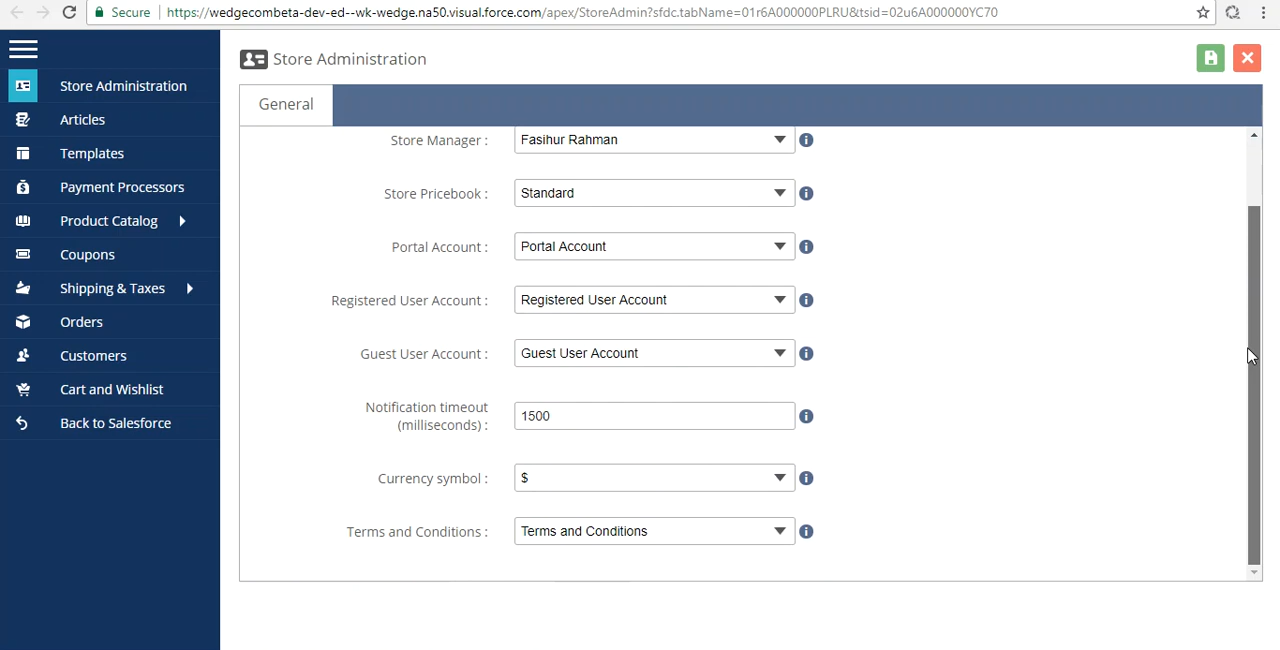 Secure https://wedgecombeta-dev-ed--wk-wedge.na50.visual.force.com/apex/StoreAdmin?sfdc.tabName=01r6A000000PLRU&tsid=02u6A000000YC70
Store Administration
Articles
Templates
Payment Processors
Product Catalog
Coupons
Shipping & Taxes
Orders
Customers
Cart and Wishlist
Back to Salesforce
Store Administration
General
Store Manager : Fasihur Rahman
Store Pricebook : Standard
Portal Account : Portal Account
Registered User Account : Registered User Account
Guest User Account : Guest User Account
Notification timeout
(milliseconds) : 1500
Currency symbol : $
Terms and Conditions : Terms and Conditions